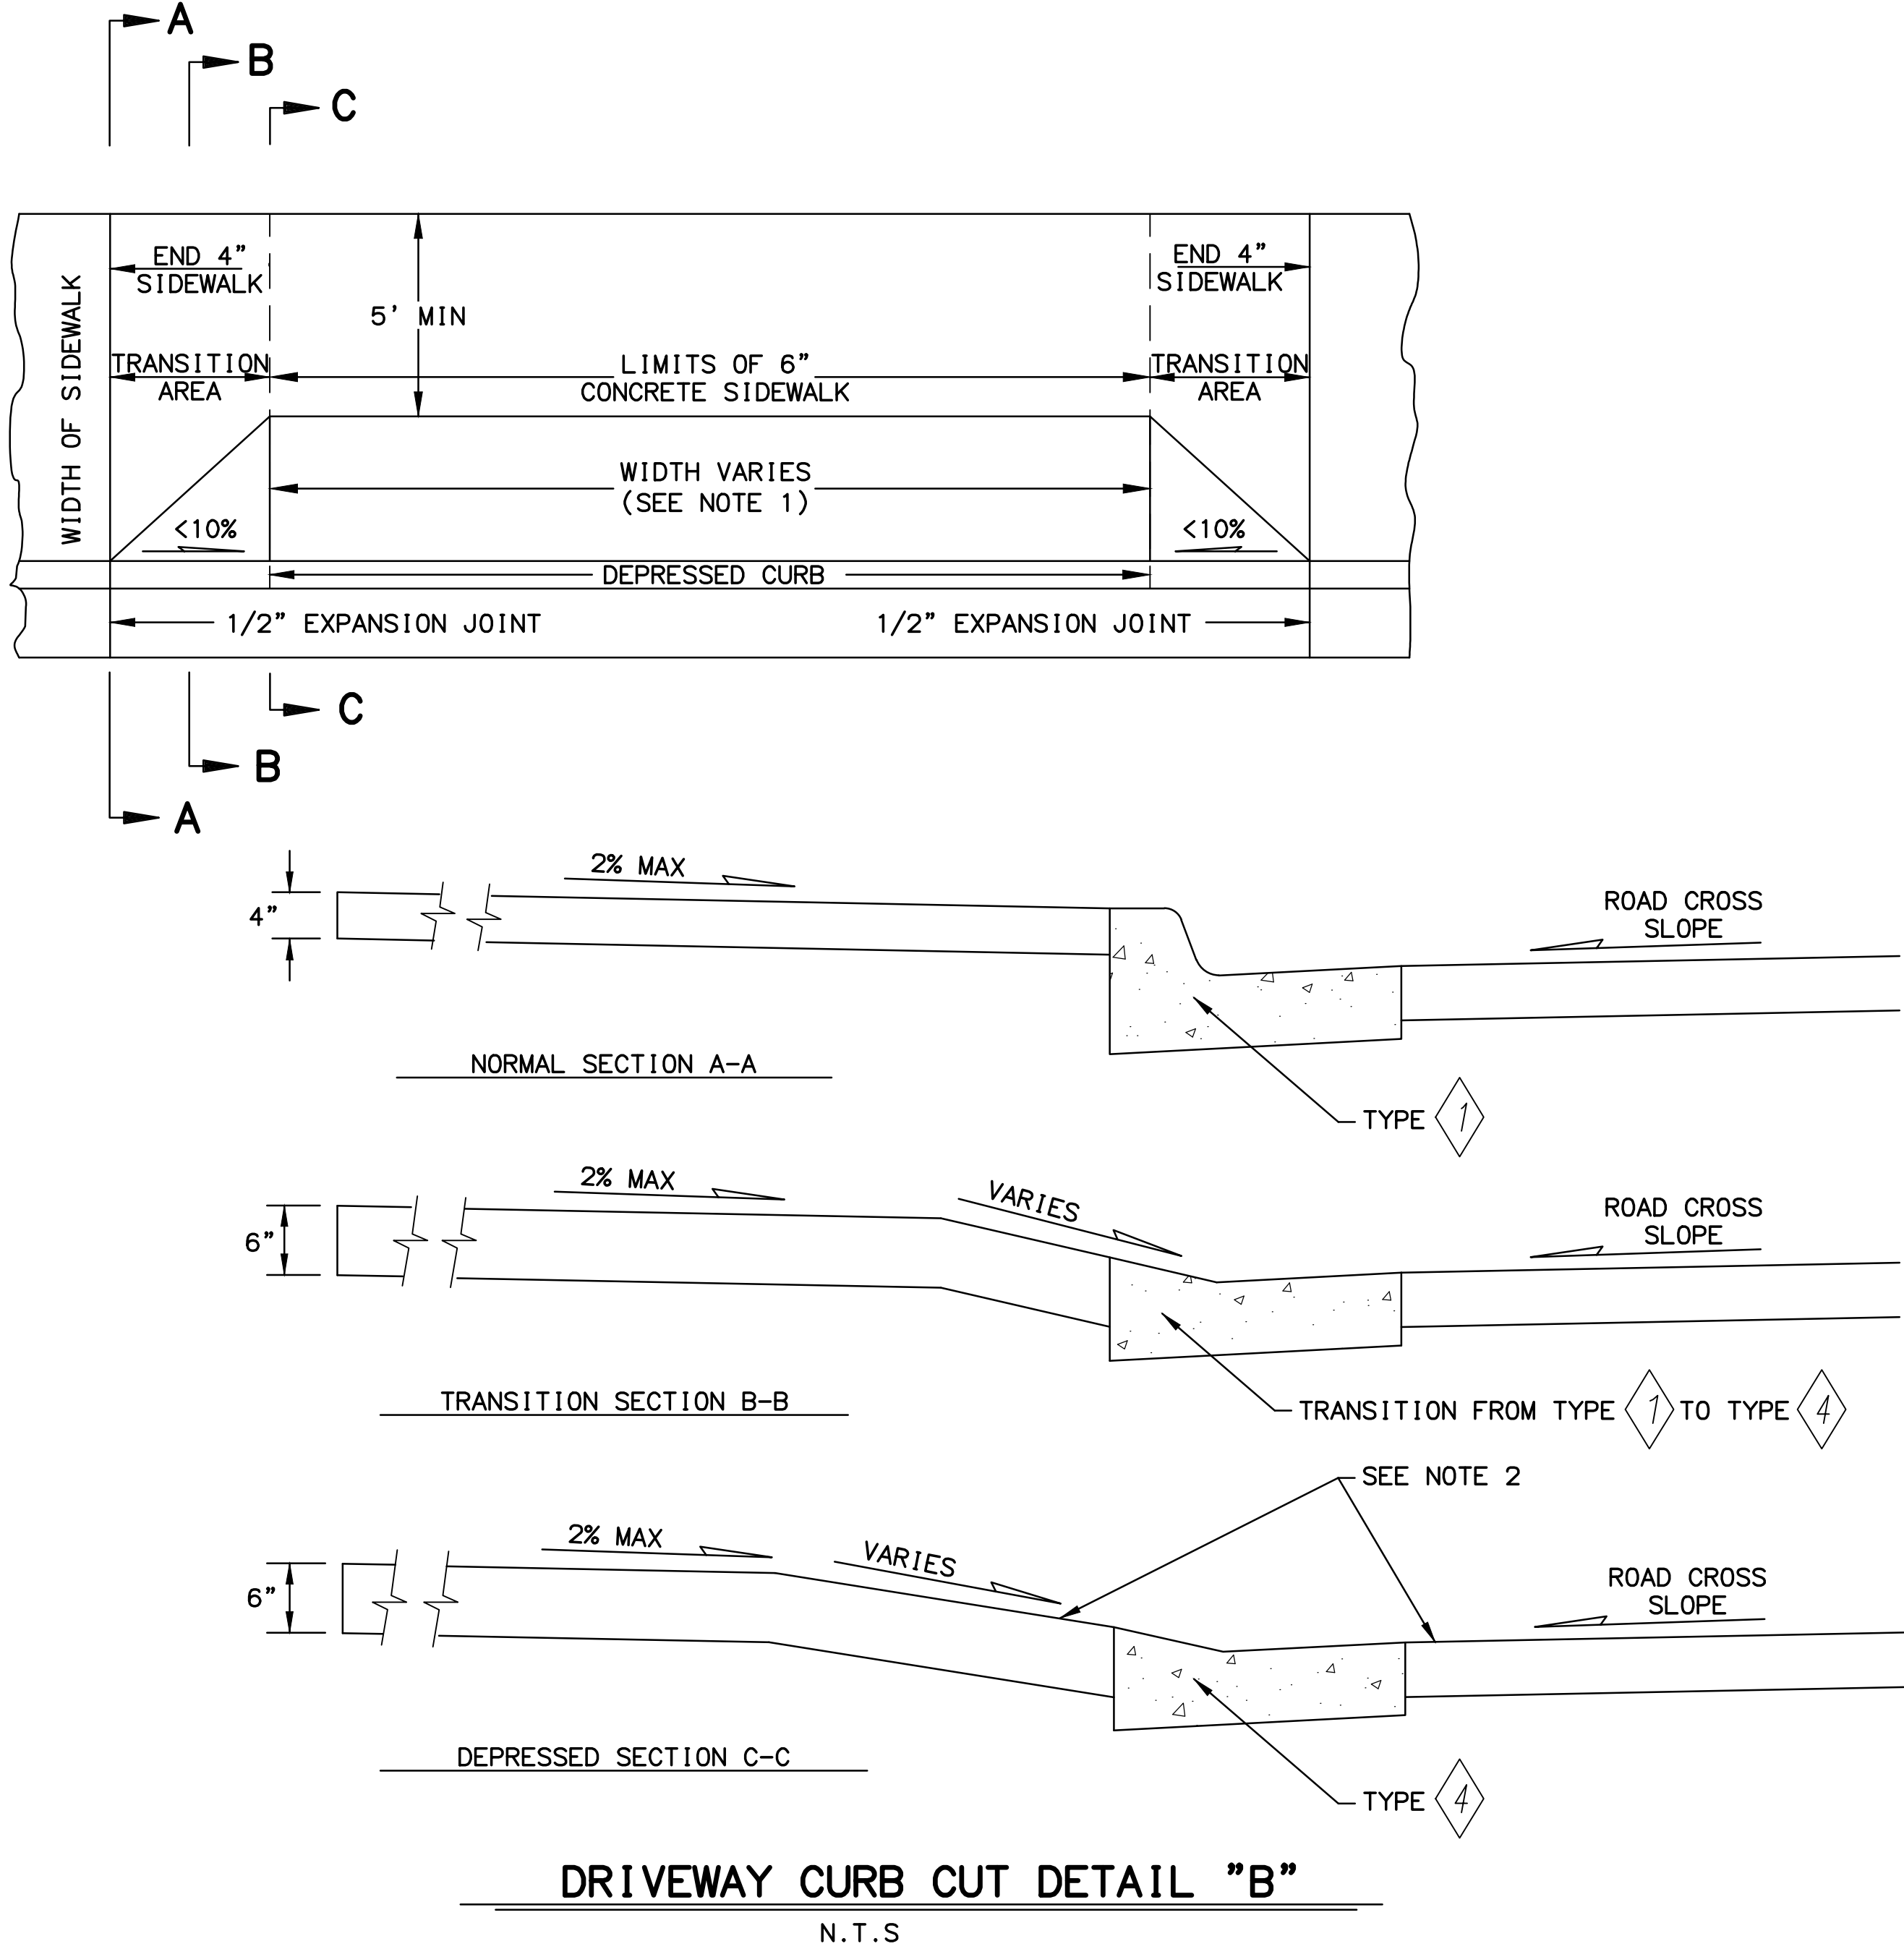 A
B
C
END 4" SIDEWALK
END 4" SIDEWALK
WIDTH OF SIDEWALK
5' MIN
TRANSITION AREA
LIMITS OF 6" CONCRETE SIDEWALK
TRANSITION AREA
WIDTH VARIES
(SEE NOTE 1)
<10%
<10%
DEPRESSED CURB
1/2" EXPANSION JOINT
1/2" EXPANSION JOINT
C
B
A
2% MAX
4"
ROAD CROSS
SLOPE
NORMAL SECTION A-A
TYPE 1
2% MAX
VARIES
6"
ROAD CROSS
SLOPE
TRANSITION SECTION B-B
TRANSITION FROM TYPE 1 TO TYPE 4
SEE NOTE 2
2% MAX
VARIES
6"
ROAD CROSS
SLOPE
DEPRESSED SECTION C-C
TYPE 4
DRIVEWAY CURB CUT DETAIL "B"
N.T.S